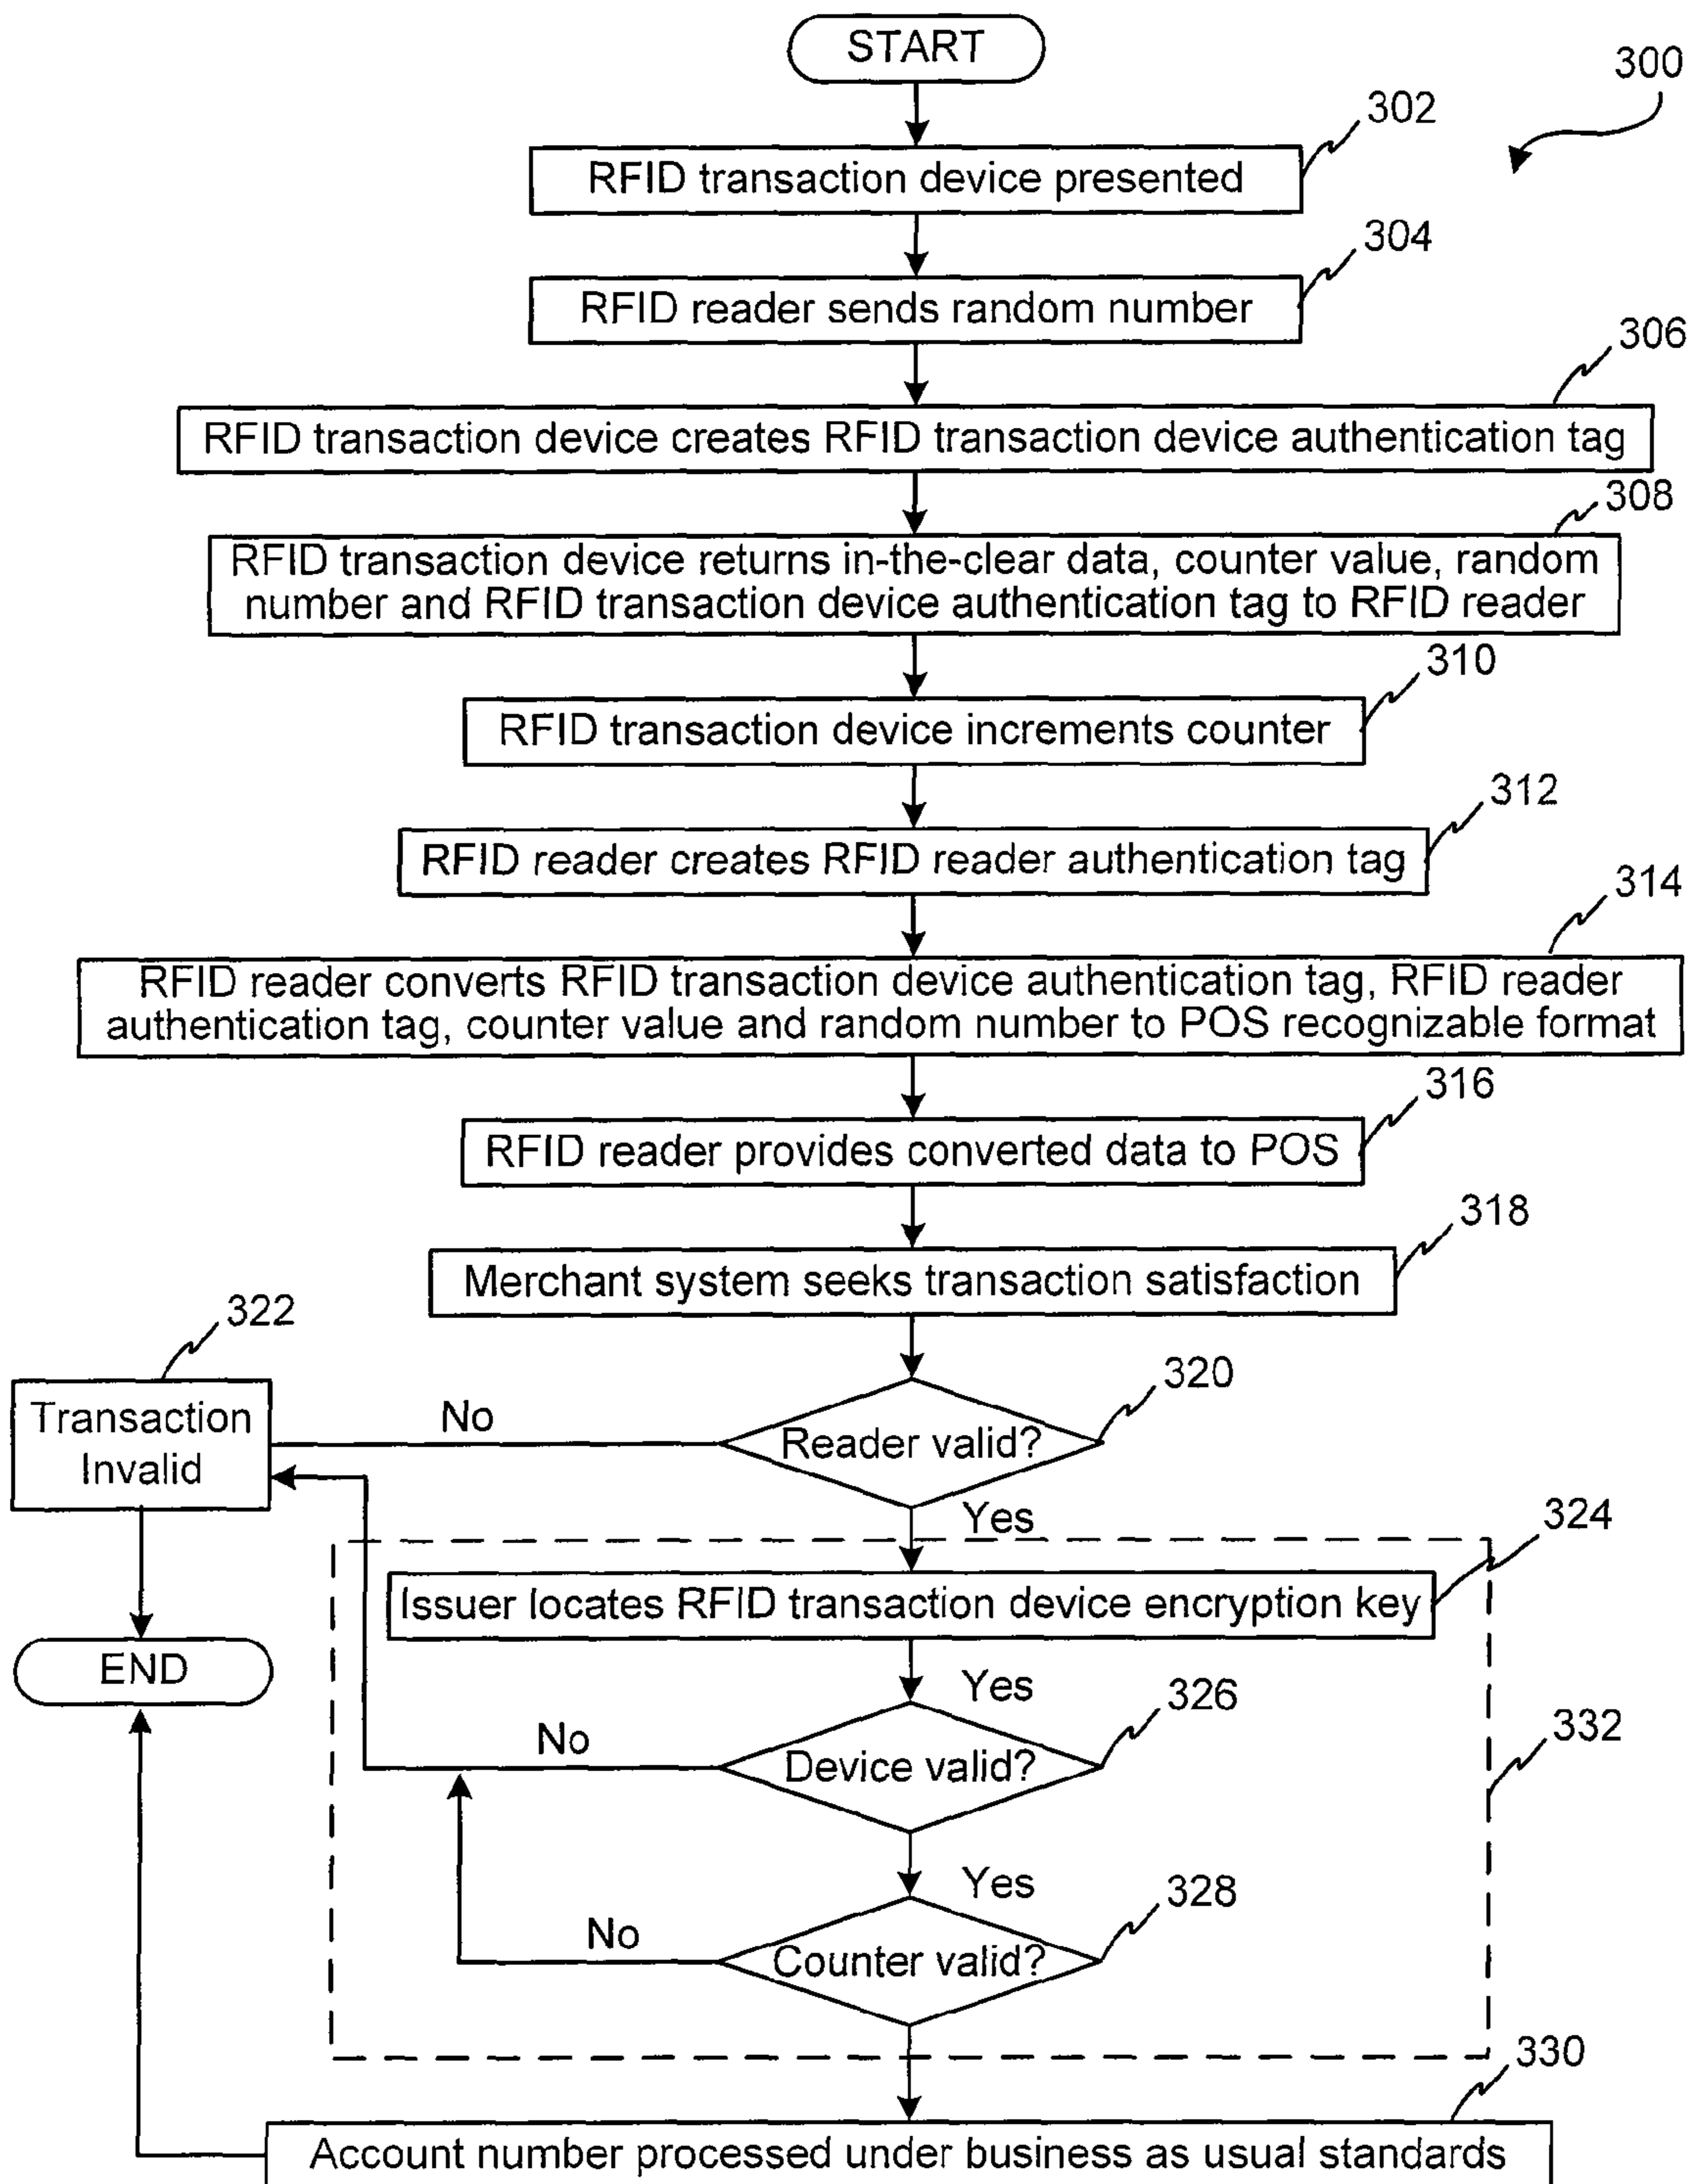 START
300
302
RFID transaction device presented
304
RFID reader sends random number
306
RFID transaction device creates RFID transaction device authentication tag
308
RFID transaction device returns in-the-clear data, counter value, random
number and RFID transaction device authentication tag to RFID reader
310
RFID transaction device increments counter
312
RFID reader creates RFID reader authentication tag
314
RFID reader converts RFID transaction device authentication tag, RFID reader
authentication tag, counter value and random number to POS recognizable format
316
RFID reader provides converted data to POS
318
Merchant system seeks transaction satisfaction
322
320
Transaction
Invalid
No
Reader valid?
Yes
324
Issuer locates RFID transaction device encryption key
END
Yes
326
332
No
Device valid?
Yes
328
No
Counter valid?
330
Account number processed under business as usual standards